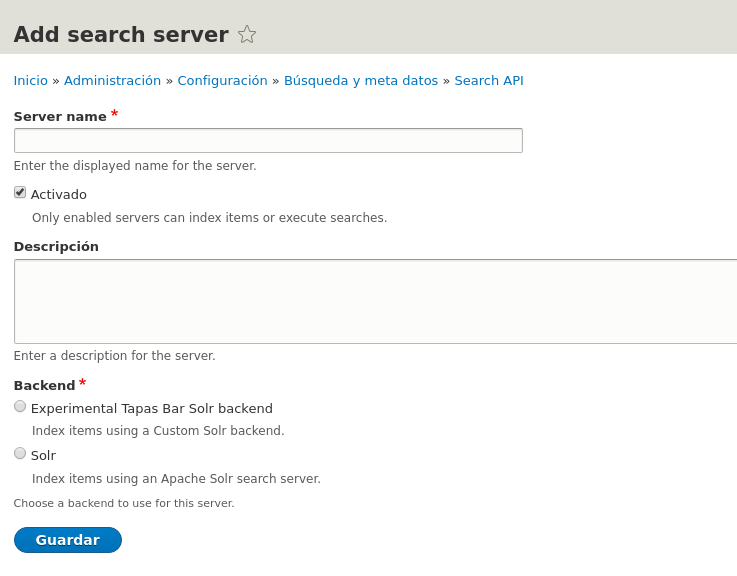 Add search server
Inicio » Administración » Configuración » Búsqueda y meta datos » Search API
Server name *
Enter the displayed name for the server.
Activado
Only enabled servers can index items or execute searches.
Descripción
Enter a description for the server.
Backend *
Experimental Tapas Bar Solr backend
Index items using a Custom Solr backend.
Solr
Index items using an Apache Solr search server.
Choose a backend to use for this server.
Guardar